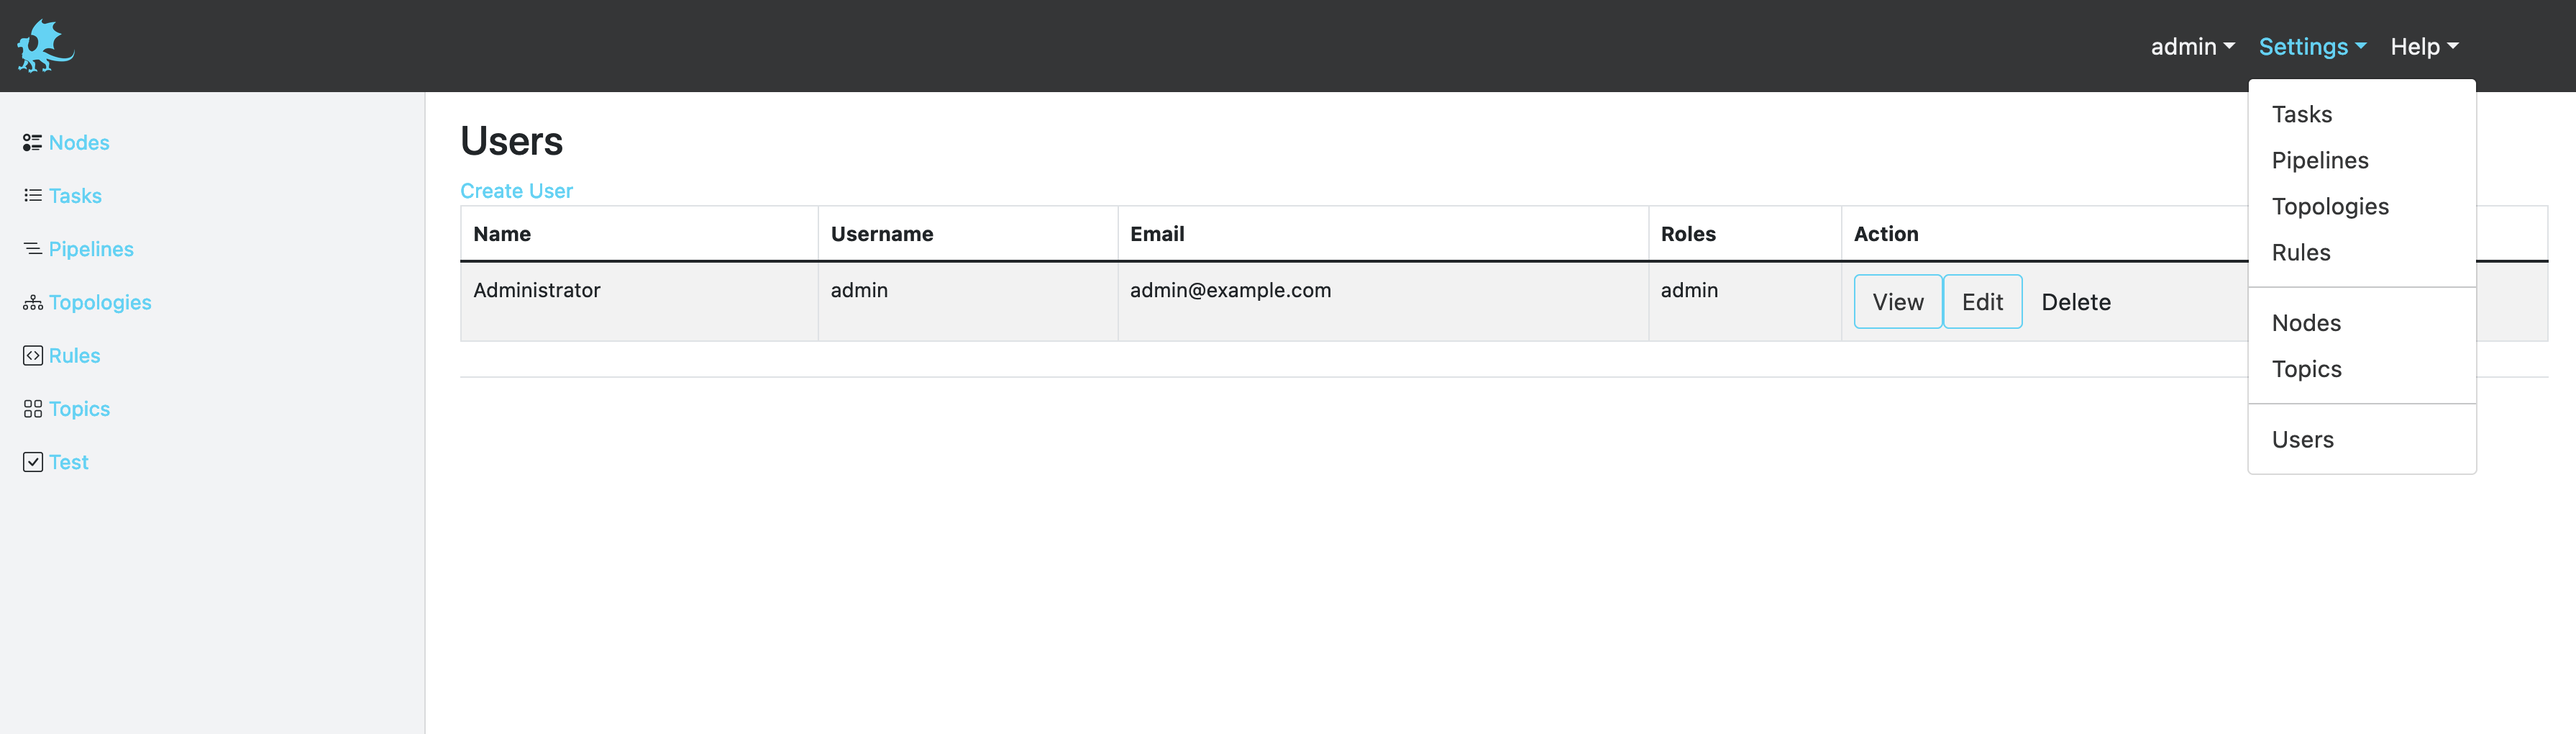 admin Settings Help
Tasks
Pipelines
Topologies
Rules
Nodes
Topics
Users
Nodes
Tasks
Pipelines
Topologies
Rules
Topics
Test
Users
Create User
Name Username Email Roles Action
Administrator admin admin@example.com admin View Edit Delete